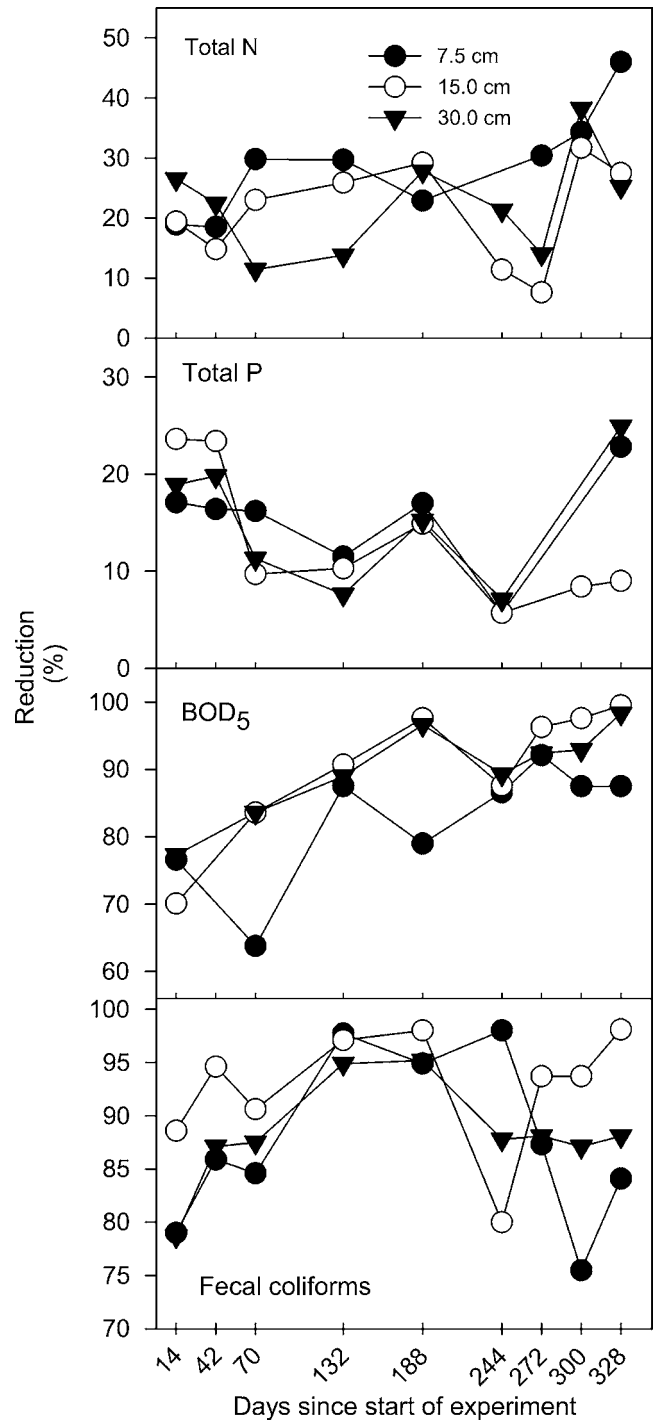 Total N
7.5 cm
15.0 cm
30.0 cm
50
40
30
20
10
0
Total P
30
20
10
0
Reduction
(%)
BOD5
100
90
80
70
60
100
95
90
85
80
75
70
Fecal coliforms
14 42 70 132 188 244 272 300 328
Days since start of experiment